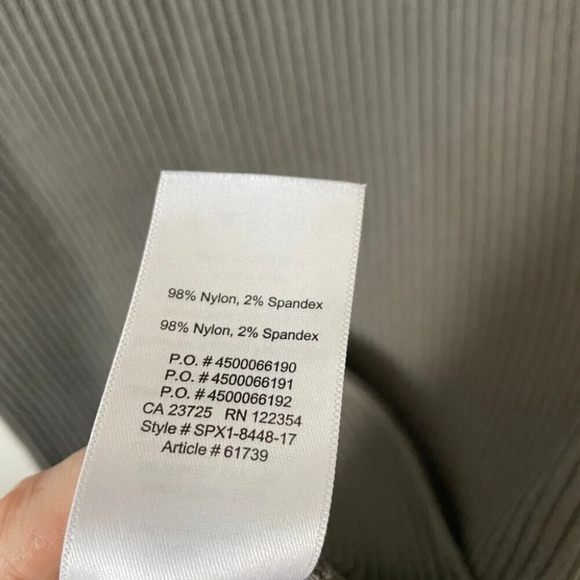 98% Nylon, 2% Spandex
98% Nylon, 2% Spandex
P.O. # 4500066190
P.O. # 4500066191
P.O. # 4500066192
CA 23725 RN 122354
Style # SPX1-8448-17
Article # 61739